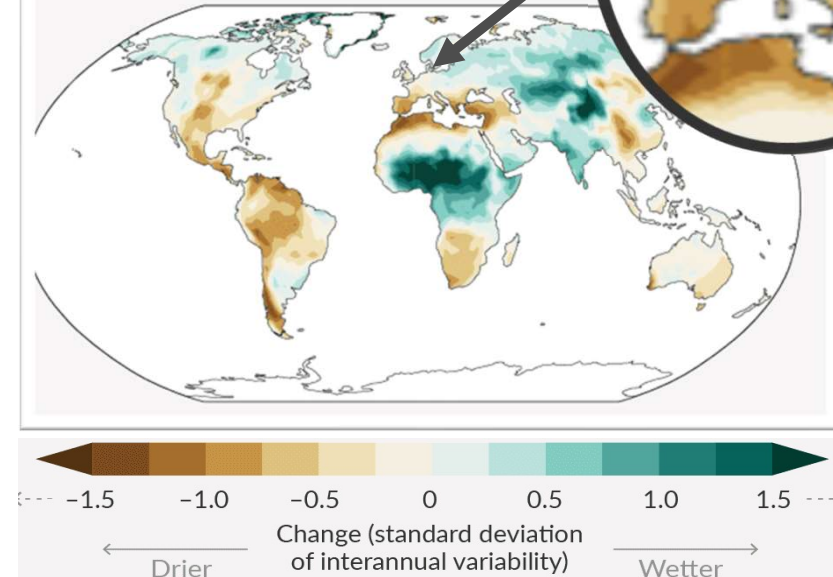 −1.5 −1.0 −0.5 0 0.5 1.0 1.5
Change (standard deviation
of interannual variability)
Drier
Wetter